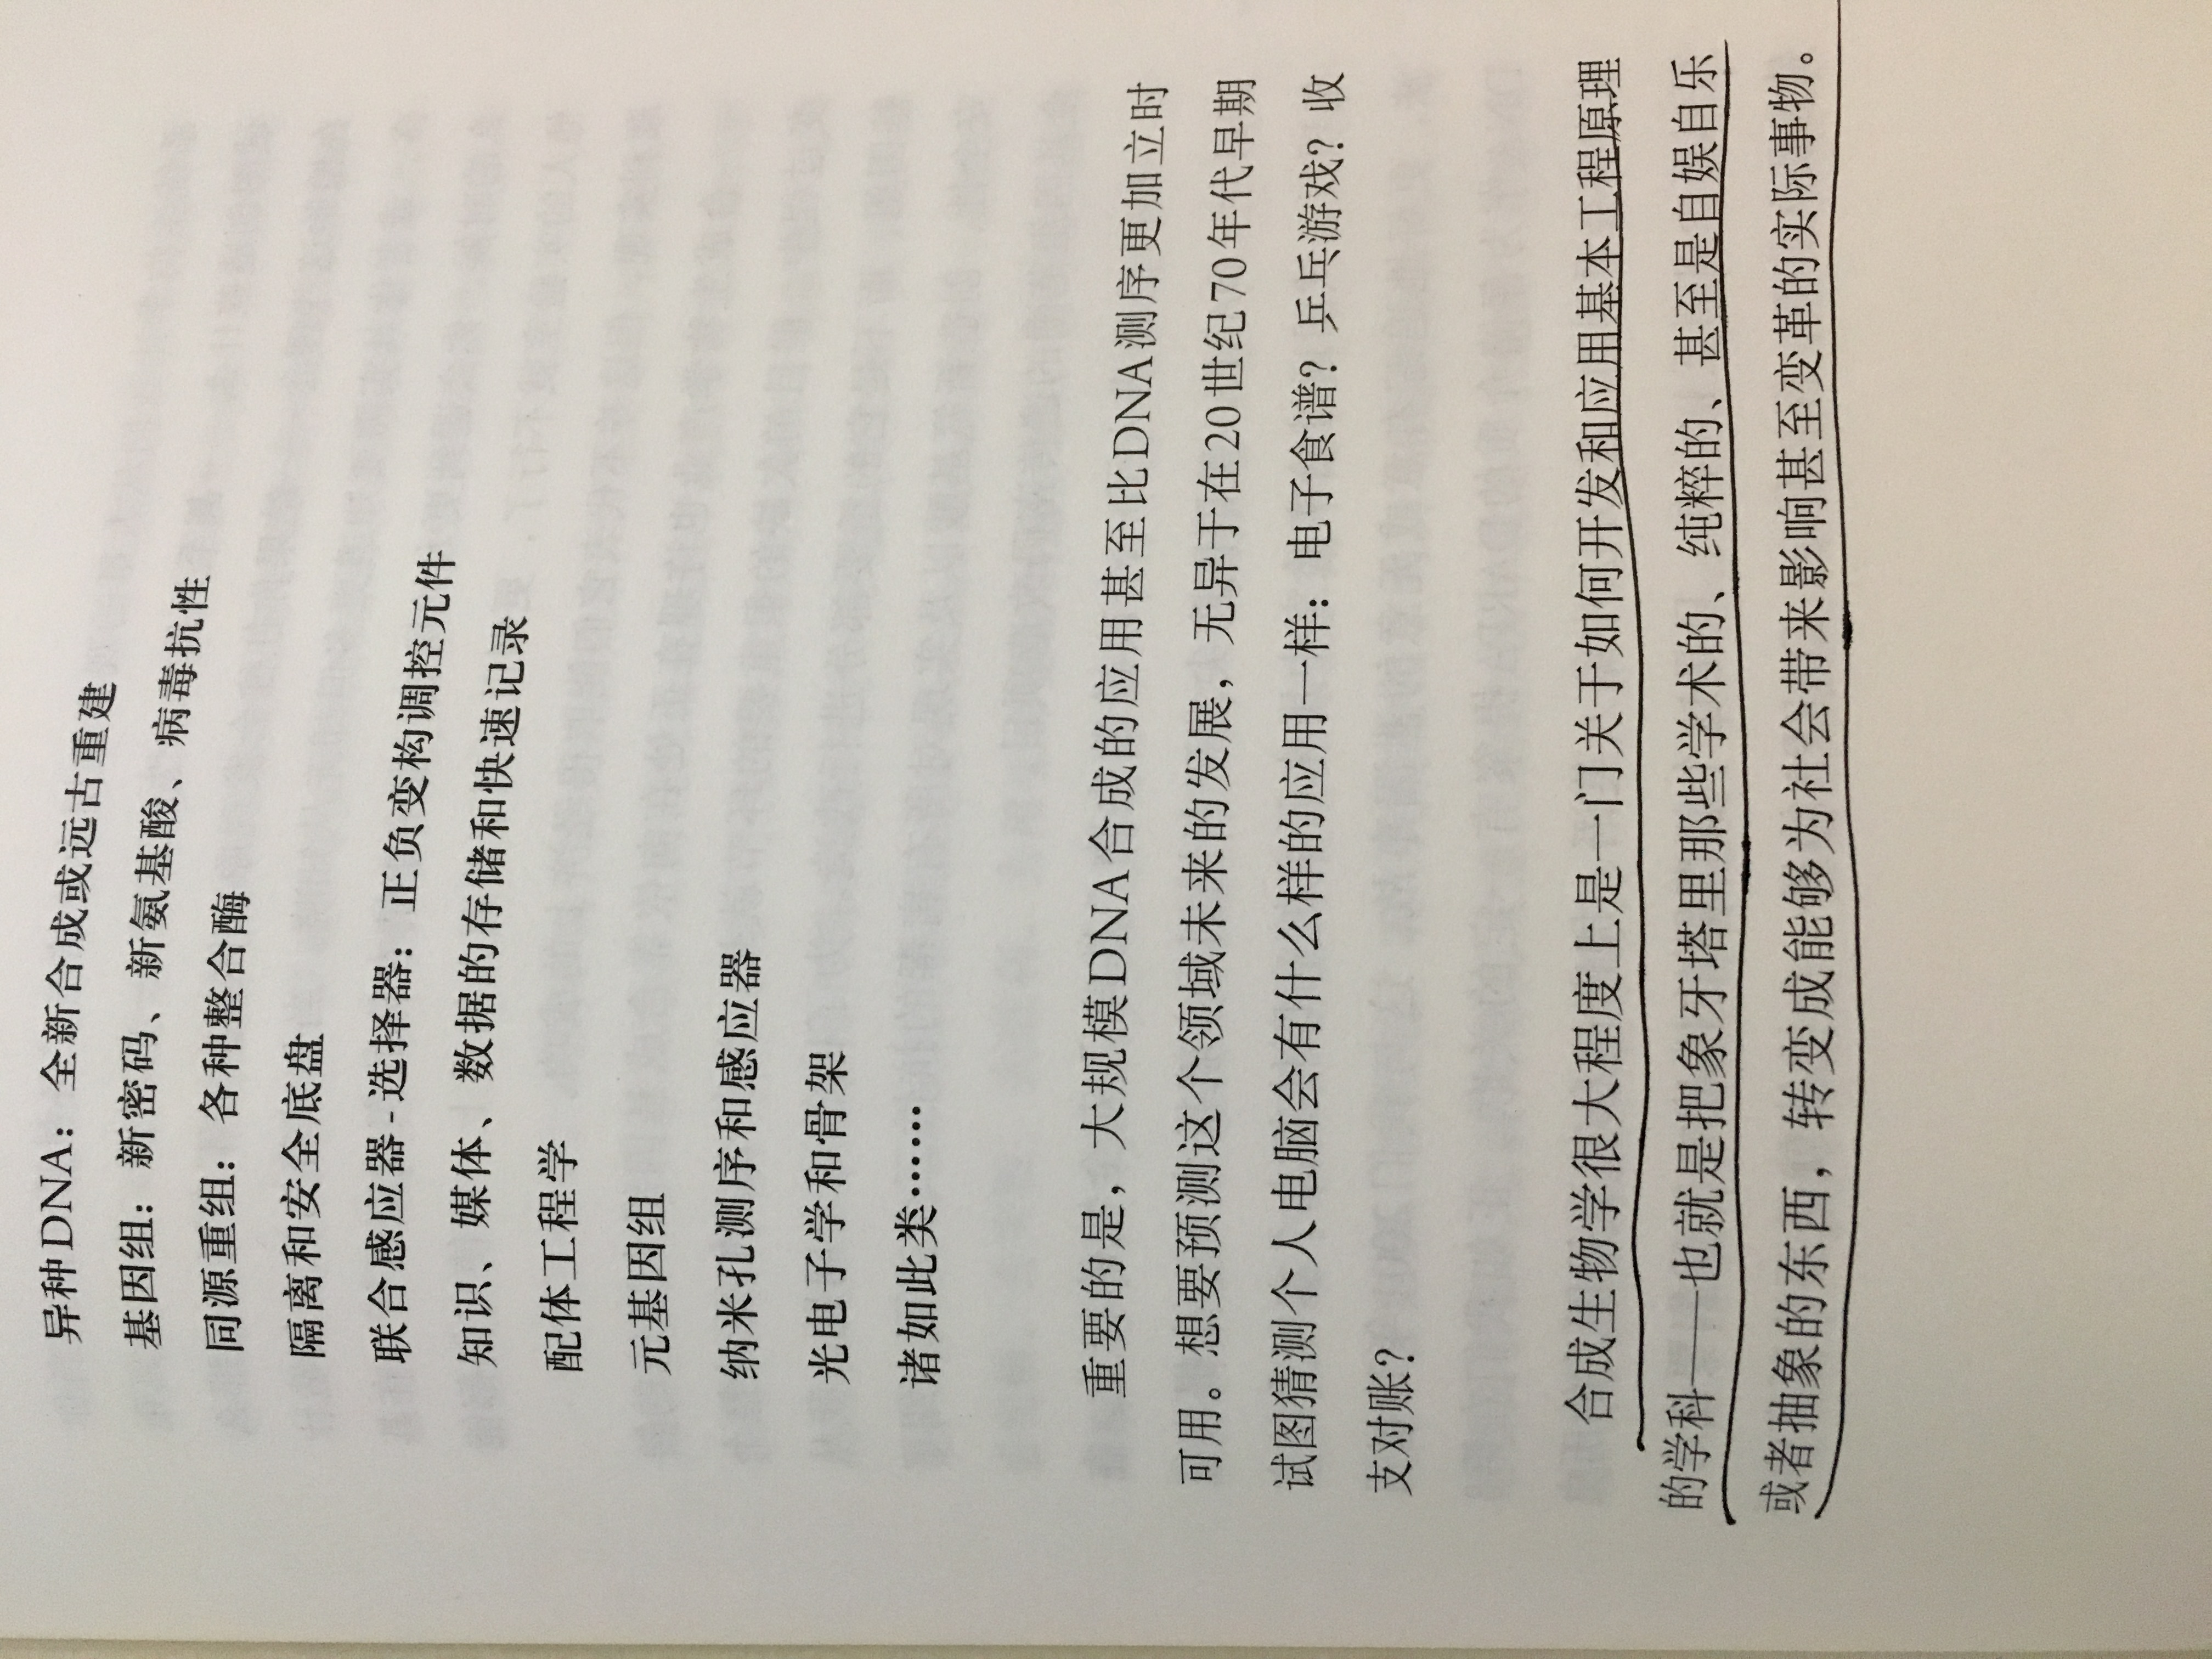 异种DNA：全新合成或远古重建
基因组：新密码、新氨基酸、病毒抗性
同源重组：各种整合酶
隔离和安全底盘
联合感应器-选择器：正负变构调控元件
知识、媒体、数据的存储和快速记录
配体工程学
元基因组
纳米孔测序和感应器
光电子学和骨架
诸如此类……
重要的是，大规模DNA合成的应用甚至比DNA测序更加立时
可用。想要预测这个领域未来的发展，无异于在20世纪70年代早期
试图猜测个人电脑会有什么样的应用一样：电子食谱？乒乓游戏？收
支对账？
合成生物学很大程度上是一门关于如何开发和应用基本工程原理
的学科——也就是把象牙塔里那些学术的、纯粹的、甚至是自娱自乐
或者抽象的东西，转变成能够为社会带来影响甚至变革的实际事物。